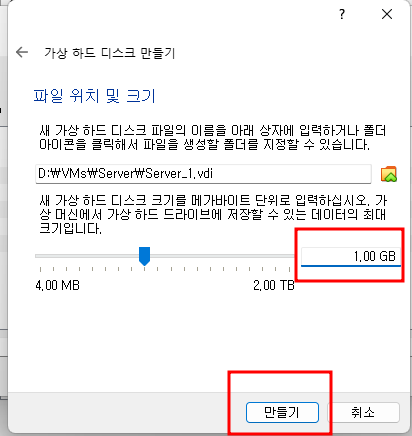 ?
가상 하드 디스크 만들기
파일 위치 및 크기
새 가상 하드 디스크 파일의 이름을 아래 상자에 입력하거나 폴더
아이콘을 클릭해서 파일을 생성할 폴더를 지정할 수 있습니다.
D:₩VMs₩Server₩Server_1.vdi
새 가상 하드 디스크 크기를 메가바이트 단위로 입력하십시오. 가
상 머신에서 가상 하드 드라이브에 저장할 수 있는 데이터의 최대
크기입니다.
1.00 GB
4.00 MB 2.00 TB
만들기 취소